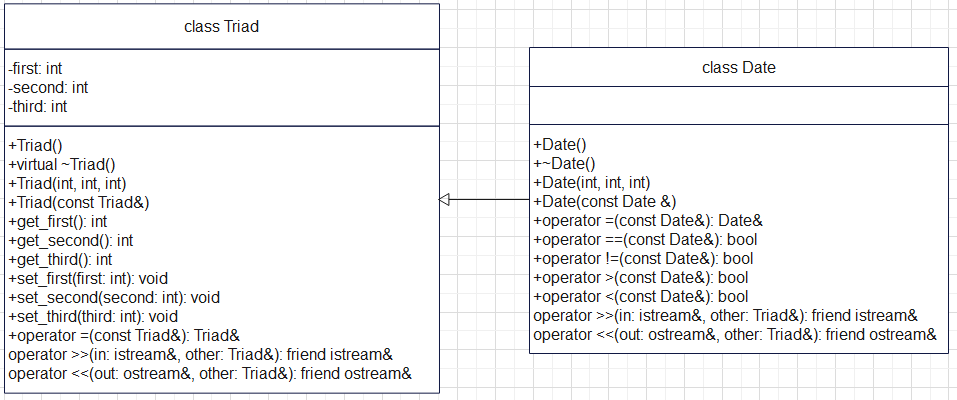 class Triad
-first: int
-second: int
-third: int
+Triad()
+virtual ~Triad()
+Triad(int, int, int)
+Triad(const Triad&)
+get_first(): int
+get_second(): int
+get_third(): int
+set_first(first: int): void
+set_second(second: int): void
+set_third(third: int): void
+operator =(const Triad&): Triad&
operator >>(in: istream&, other: Triad&): friend istream&
operator <<(out: ostream&, other: Triad&): friend ostream&
class Date
+Date()
+~Date()
+Date(int, int, int)
+Date(const Date &)
+operator =(const Date&): Date&
+operator ==(const Date&): bool
+operator !=(const Date&): bool
+operator >(const Date&): bool
+operator <(const Date&): bool
operator >>(in: istream&, other: Triad&): friend istream&
operator <<(out: ostream&, other: Triad&): friend ostream&